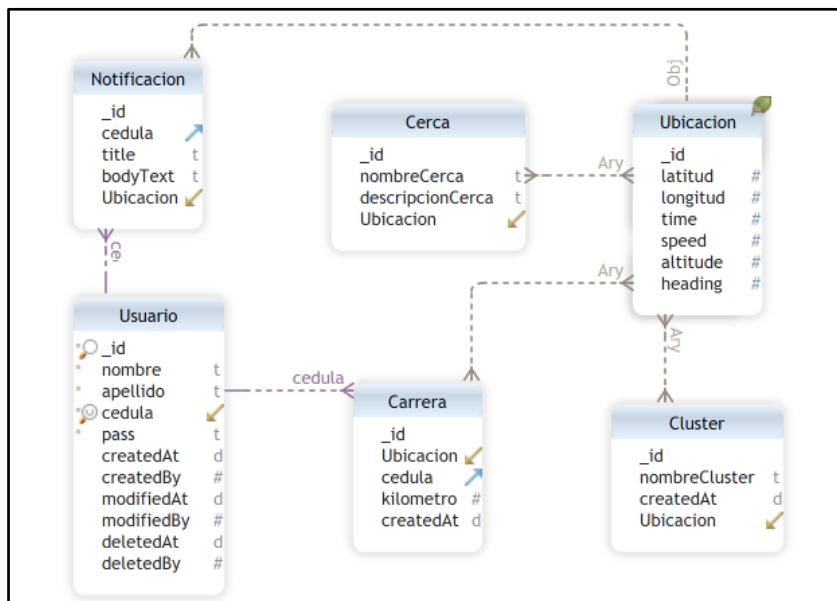 Obj
Notificacion
_id
cedula
title t
bodyText t
Ubicacion
Cerca
_id
nombreCerca t
descripcionCerca t
Ubicacion
Ary
Ubicacion
_id
latitud #
longitud #
time #
speed #
altitude #
heading #
Ary
Ary
Usuario
* _id
* nombre t
* apellido t
* cedula
* pass t
createdAt d
createdBy #
modifiedAt d
modifiedBy #
deletedAt d
deletedBy #
cedula
Carrera
_id
Ubicacion
cedula
kilometro #
createdAt d
Cluster
_id
nombreCluster t
createdAt d
Ubicacion